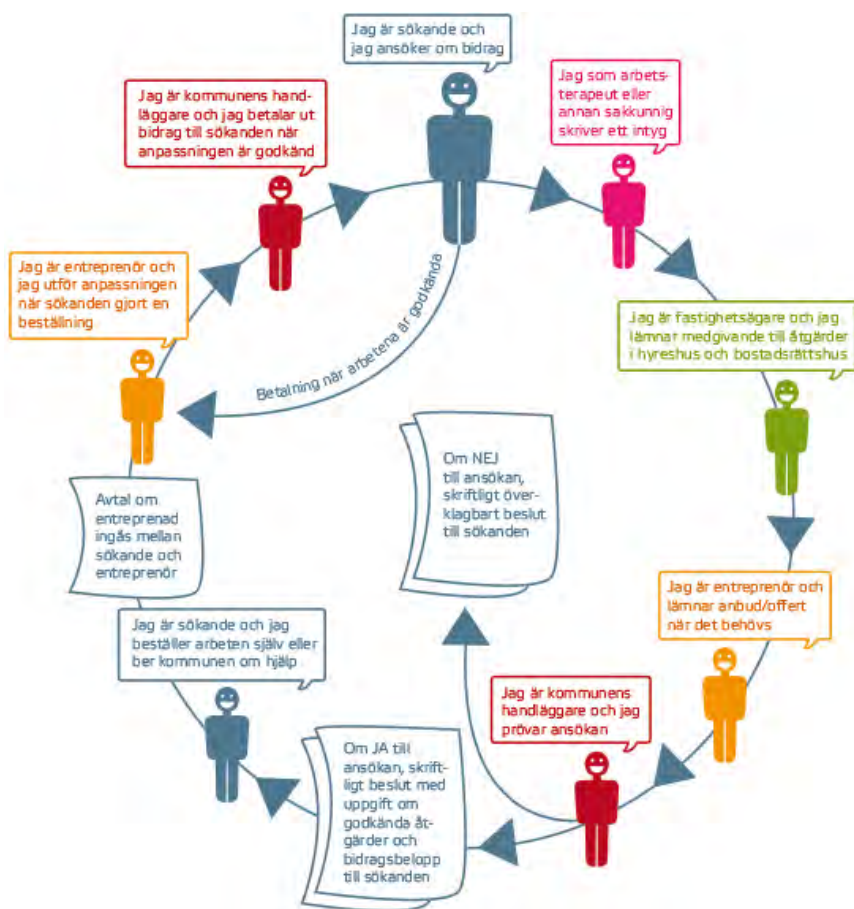 Jag är sökande och
jag ansöker om bidrag
Jag som arbets-
terapeut eller
annan sakkunnig
skriver ett intyg
Jag är fastighetsägare och jag
lämnar medgivande till åtgärder
i hyreshus och bostadsrättshus
Jag är entreprenör och
lämnar anbud/offert
när det behövs
Jag är kommunens
handläggare och jag
prövar ansökan
Om NEJ
till ansökan,
skriftligt över-
klagbart beslut
till sökanden
Om JA till
ansökan, skrift-
ligt beslut med
uppgift om
godkända åt-
gärder och
bidragsbelopp
till sökanden
Jag är sökande och jag
beställer arbeten själv eller
ber kommunen om hjälp
Avtal om
entreprenad
ingås mellan
sökande och
entreprenör
Jag är entreprenör och
jag utför anpassningen
när sökanden gjort en
beställning
Jag är kommunens hand-
läggare och jag betalar ut
bidrag till sökanden när
anpassningen är godkänd
Betalning när arbetena är godkända